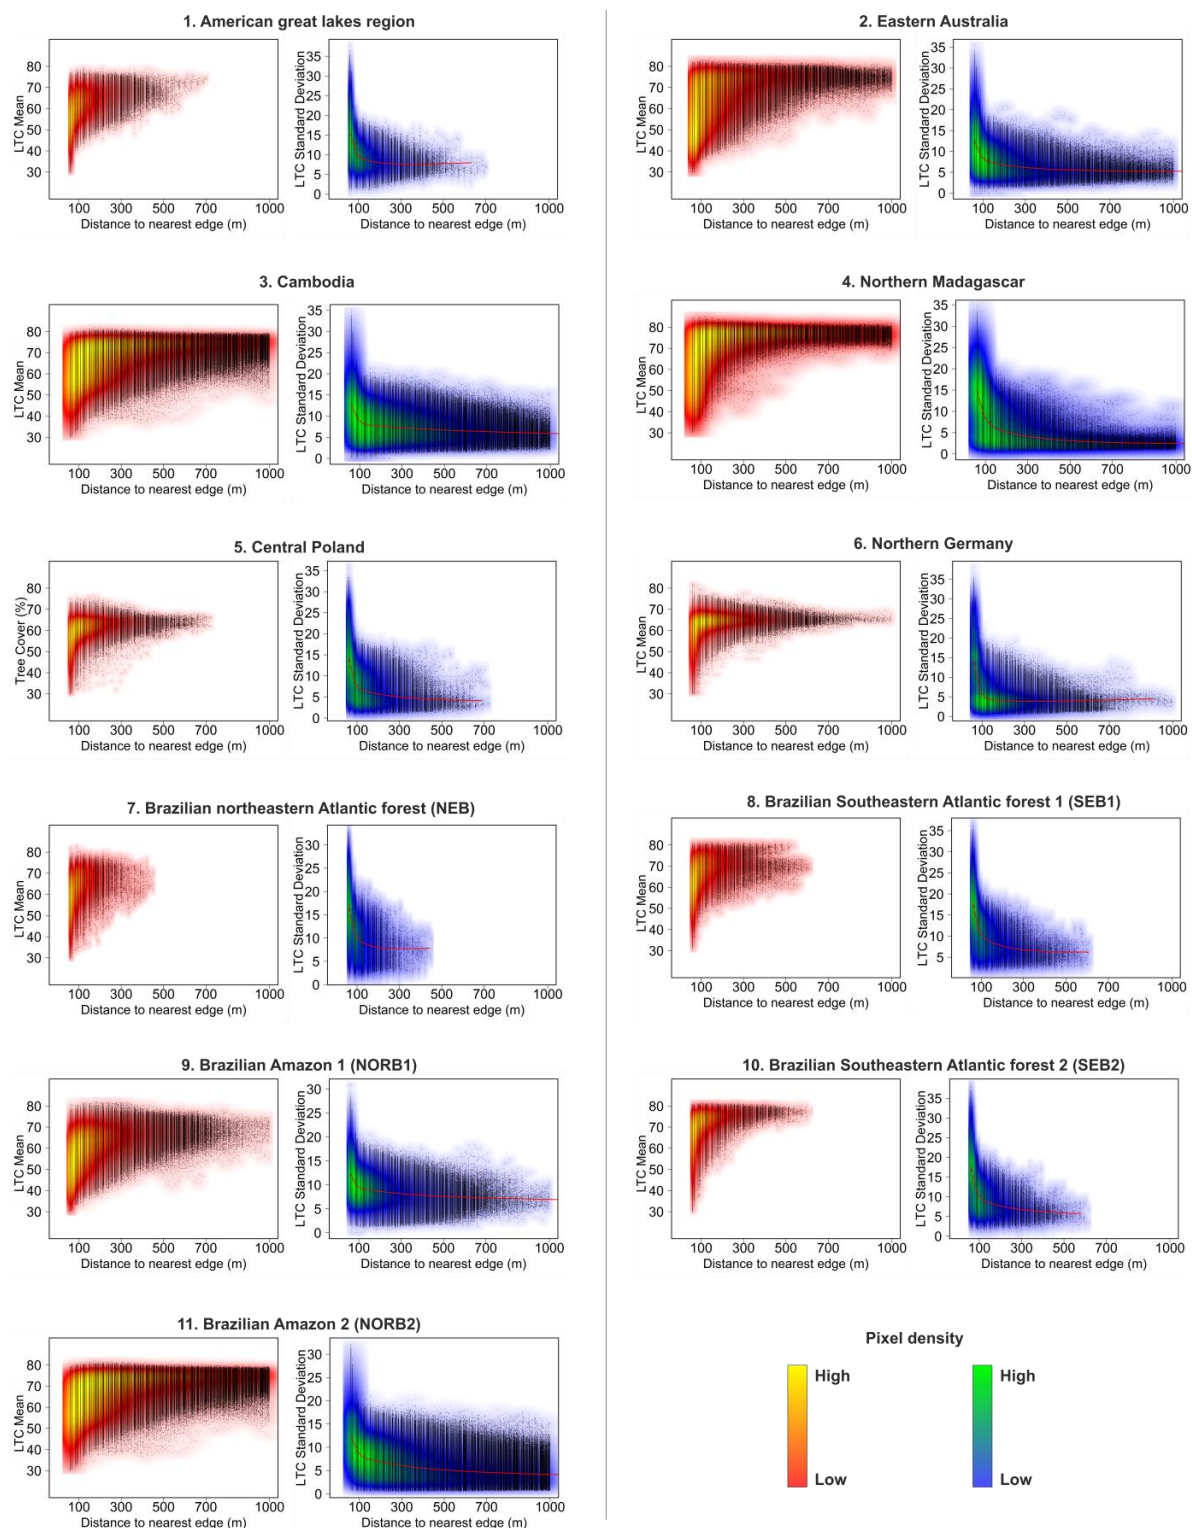 1. American great lakes region
LTC Mean
80
70
60
50
40
30
100 300 500 700 1000
Distance to nearest edge (m)
LTC Standard Deviation
35
30
25
20
15
10
5
0
100 300 500 700 1000
Distance to nearest edge (m)
2. Eastern Australia
LTC Mean
80
70
60
50
40
30
100 300 500 700 1000
Distance to nearest edge (m)
LTC Standard Deviation
35
30
25
20
15
10
5
0
100 300 500 700 1000
Distance to nearest edge (m)
3. Cambodia
LTC Mean
80
70
60
50
40
30
100 300 500 700 1000
Distance to nearest edge (m)
LTC Standard Deviation
35
30
25
20
15
10
5
0
100 300 500 700 1000
Distance to nearest edge (m)
4. Northern Madagascar
LTC Mean
80
70
60
50
40
30
100 300 500 700 1000
Distance to nearest edge (m)
LTC Standard Deviation
35
30
25
20
15
10
5
0
100 300 500 700 1000
Distance to nearest edge (m)
5. Central Poland
Tree Cover (%)
80
70
60
50
40
30
100 300 500 700 1000
Distance to nearest edge (m)
LTC Standard Deviation
35
30
25
20
15
10
5
0
100 300 500 700 1000
Distance to nearest edge (m)
6. Northern Germany
LTC Mean
80
70
60
50
40
30
100 300 500 700 1000
Distance to nearest edge (m)
LTC Standard Deviation
35
30
25
20
15
10
5
0
100 300 500 700 1000
Distance to nearest edge (m)
7. Brazilian northeastern Atlantic forest (NEB)
LTC Mean
80
70
60
50
40
30
100 300 500 700 1000
Distance to nearest edge (m)
LTC Standard Deviation
30
25
20
15
10
5
0
100 300 500 700 1000
Distance to nearest edge (m)
8. Brazilian Southeastern Atlantic forest 1 (SEB1)
LTC Mean
80
70
60
50
40
30
100 300 500 700 1000
Distance to nearest edge (m)
LTC Standard Deviation
35
30
25
20
15
10
5
100 300 500 700 1000
Distance to nearest edge (m)
9. Brazilian Amazon 1 (NORB1)
LTC Mean
80
70
60
50
40
30
100 300 500 700 1000
Distance to nearest edge (m)
LTC Standard Deviation
30
25
20
15
10
5
0
100 300 500 700 1000
Distance to nearest edge (m)
10. Brazilian Southeastern Atlantic forest 2 (SEB2)
LTC Mean
80
70
60
50
40
30
100 300 500 700 1000
Distance to nearest edge (m)
LTC Standard Deviation
35
30
25
20
15
10
5
0
100 300 500 700 1000
Distance to nearest edge (m)
11. Brazilian Amazon 2 (NORB2)
LTC Mean
80
70
60
50
40
30
100 300 500 700 1000
Distance to nearest edge (m)
LTC Standard Deviation
30
25
20
15
10
5
0
100 300 500 700 1000
Distance to nearest edge (m)
Pixel density
High
Low
High
Low